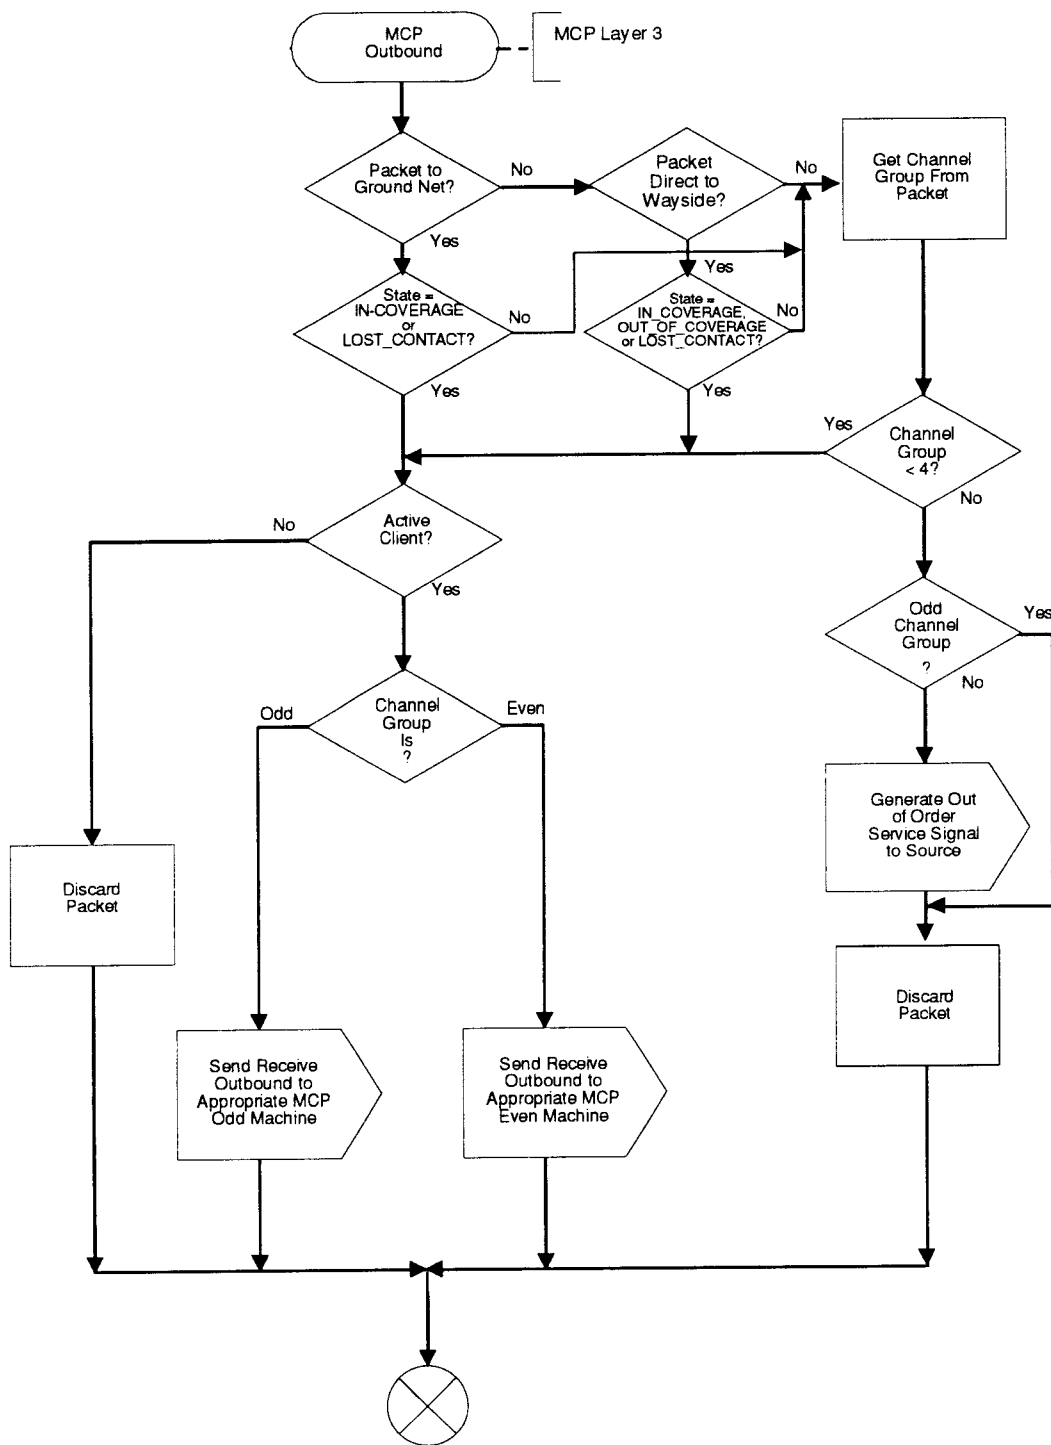 MCP
Outbound
MCP Layer 3
Packet to
Ground Net?
No
Packet
Direct to
Wayside?
No
Get Channel
Group From
Packet
Yes
Yes
State =
IN-COVERAGE
or
LOST_CONTACT?
No
State =
IN_COVERAGE,
OUT_OF_COVERAGE
or LOST_CONTACT?
No
Yes
Yes
Yes
Channel
Group
< 4?
No
No
Active
Client?
Yes
Odd
Channel
Group
?
Yes
No
Odd
Channel
Group
Is
?
Even
Generate Out
of Order
Service Signal
to Source
Discard
Packet
Discard
Packet
Send Receive
Outbound to
Appropriate MCP
Odd Machine
Send Receive
Outbound to
Appropriate MCP
Even Machine